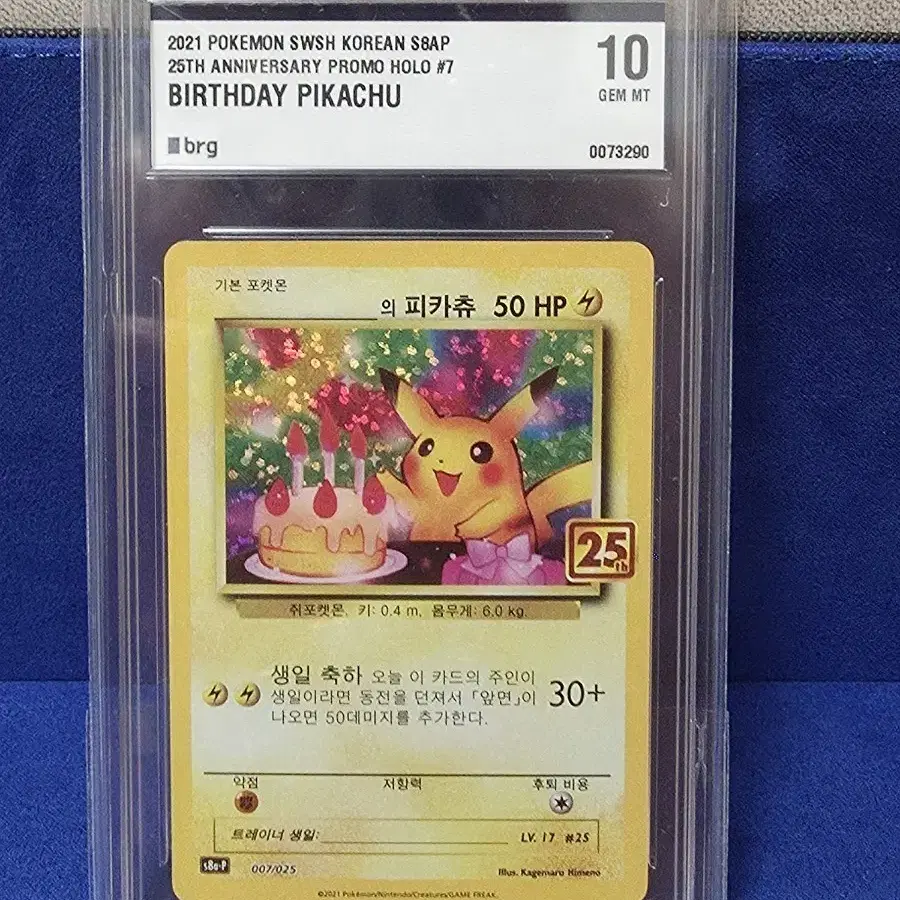 2021 POKEMON SWSH KOREAN S8AP
25TH ANNIVERSARY PROMO HOLO #7
BIRTHDAY PIKACHU
10
GEM MT
brg
0073290
기본 포켓몬
의 피카츄 50 HP
25th
쥐포켓몬. 키: 0.4 m, 몸무게: 6.0 kg.
생일 축하 오늘 이 카드의 주인이
생일이라면 동전을 던져서 「앞면」이
나오면 50데미지를 추가한다.
30+
약점 저항력 후퇴 비용
트레이너 생일:
LV. 17 #25
s8a-P 007/025
Illus. Kagemaru Himeno
©2021 Pokémon/Nintendo/Creatures/GAME FREAK.